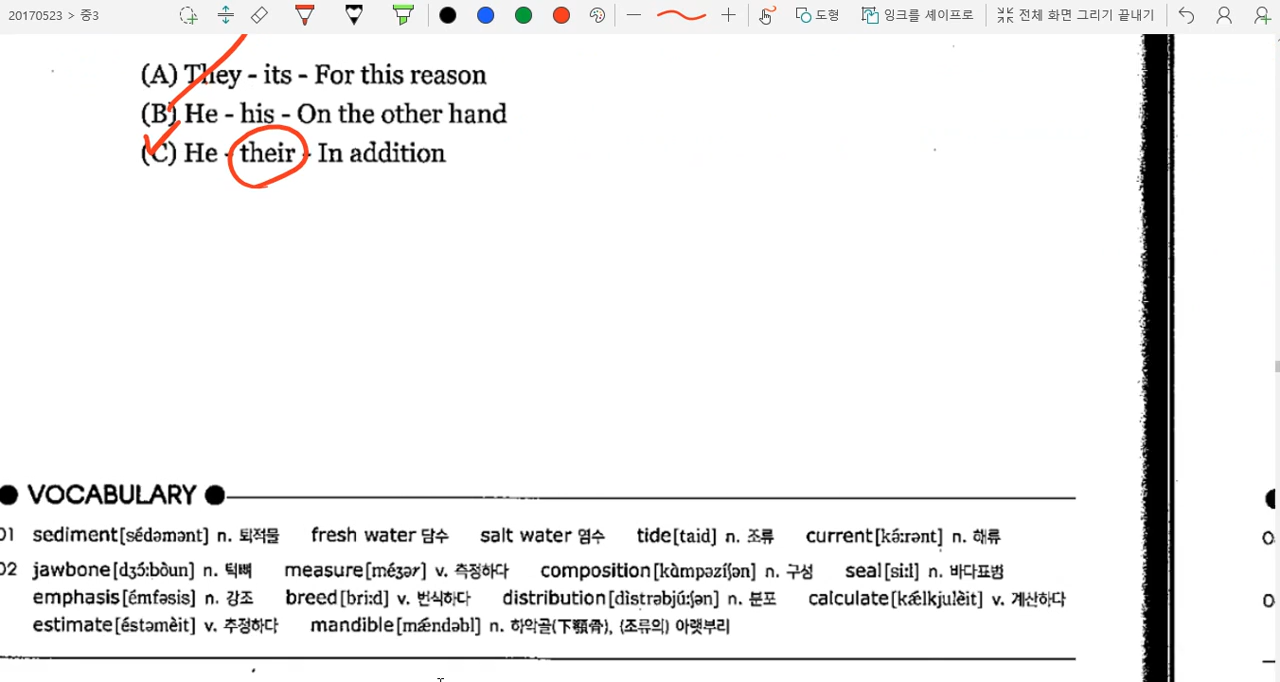 20170523 > 중3 도형 잉크를 셰이프로 전체 화면 그리기 끝내기
(A) They - its - For this reason
(B) He - his - On the other hand
(C) He - their - In addition
VOCABULARY
01 sediment[sédəmənt] n. 퇴적물 fresh water 담수 salt water 염수 tide[taid] n. 조류 current[kə́:rənt] n. 해류
02 jawbone[dʒɔ́:bòun] n. 턱뼈 measure[méʒər] v. 측정하다 composition[kàmpəzíʃən] n. 구성 seal[si:l] n. 바다표범
emphasis[émfəsis] n. 강조 breed[bri:d] v. 번식하다 distribution[dìstrəbjú:ʃən] n. 분포 calculate[kǽlkjulèit] v. 계산하다
estimate[éstəmèit] v. 추정하다 mandible[mǽndəbl] n. 하악골(下顎骨), (조류의) 아랫부리